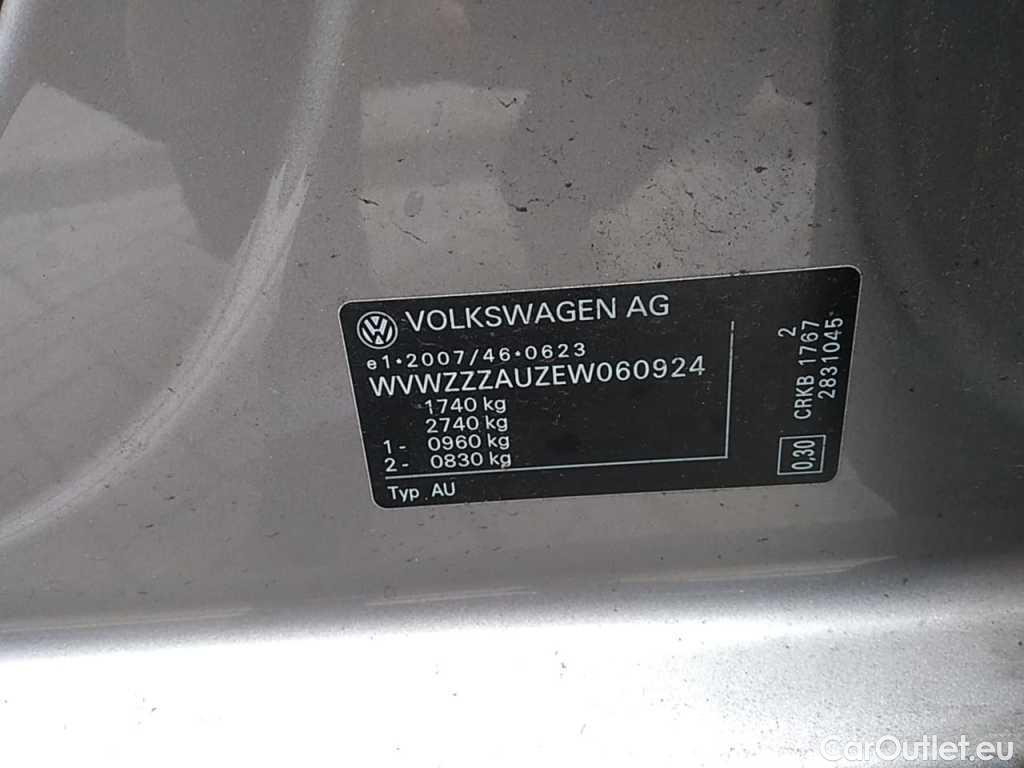 VOLKSWAGEN AG
e1*2007/46*0623
WVWZZZAUZEW060924
1740 kg
2740 kg
1- 0960 kg
2- 0830 kg
Typ AU
2
CRKB 1767
2831045
0.30
CarOutlet.eu